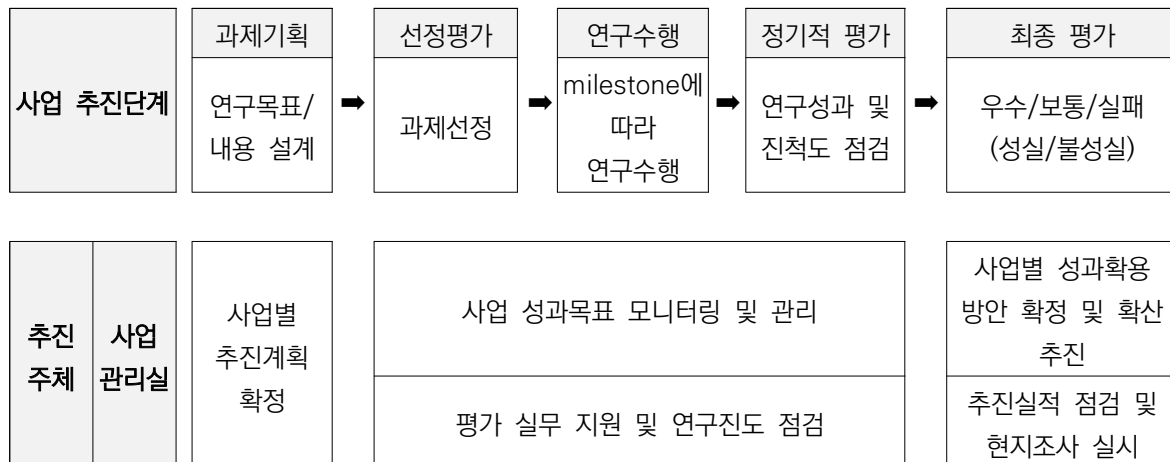 사업 추진단계
과제기획
연구목표/
내용 설계
➡
선정평가
과제선정
➡
연구수행
milestone에
따라
연구수행
➡
정기적 평가
연구성과 및
진척도 점검
➡
최종 평가
우수/보통/실패
(성실/불성실)
추진
주체
사업
관리실
사업별
추진계획
확정
사업 성과목표 모니터링 및 관리
평가 실무 지원 및 연구진도 점검
사업별 성과확용
방안 확정 및 확산
추진
추진실적 점검 및
현지조사 실시